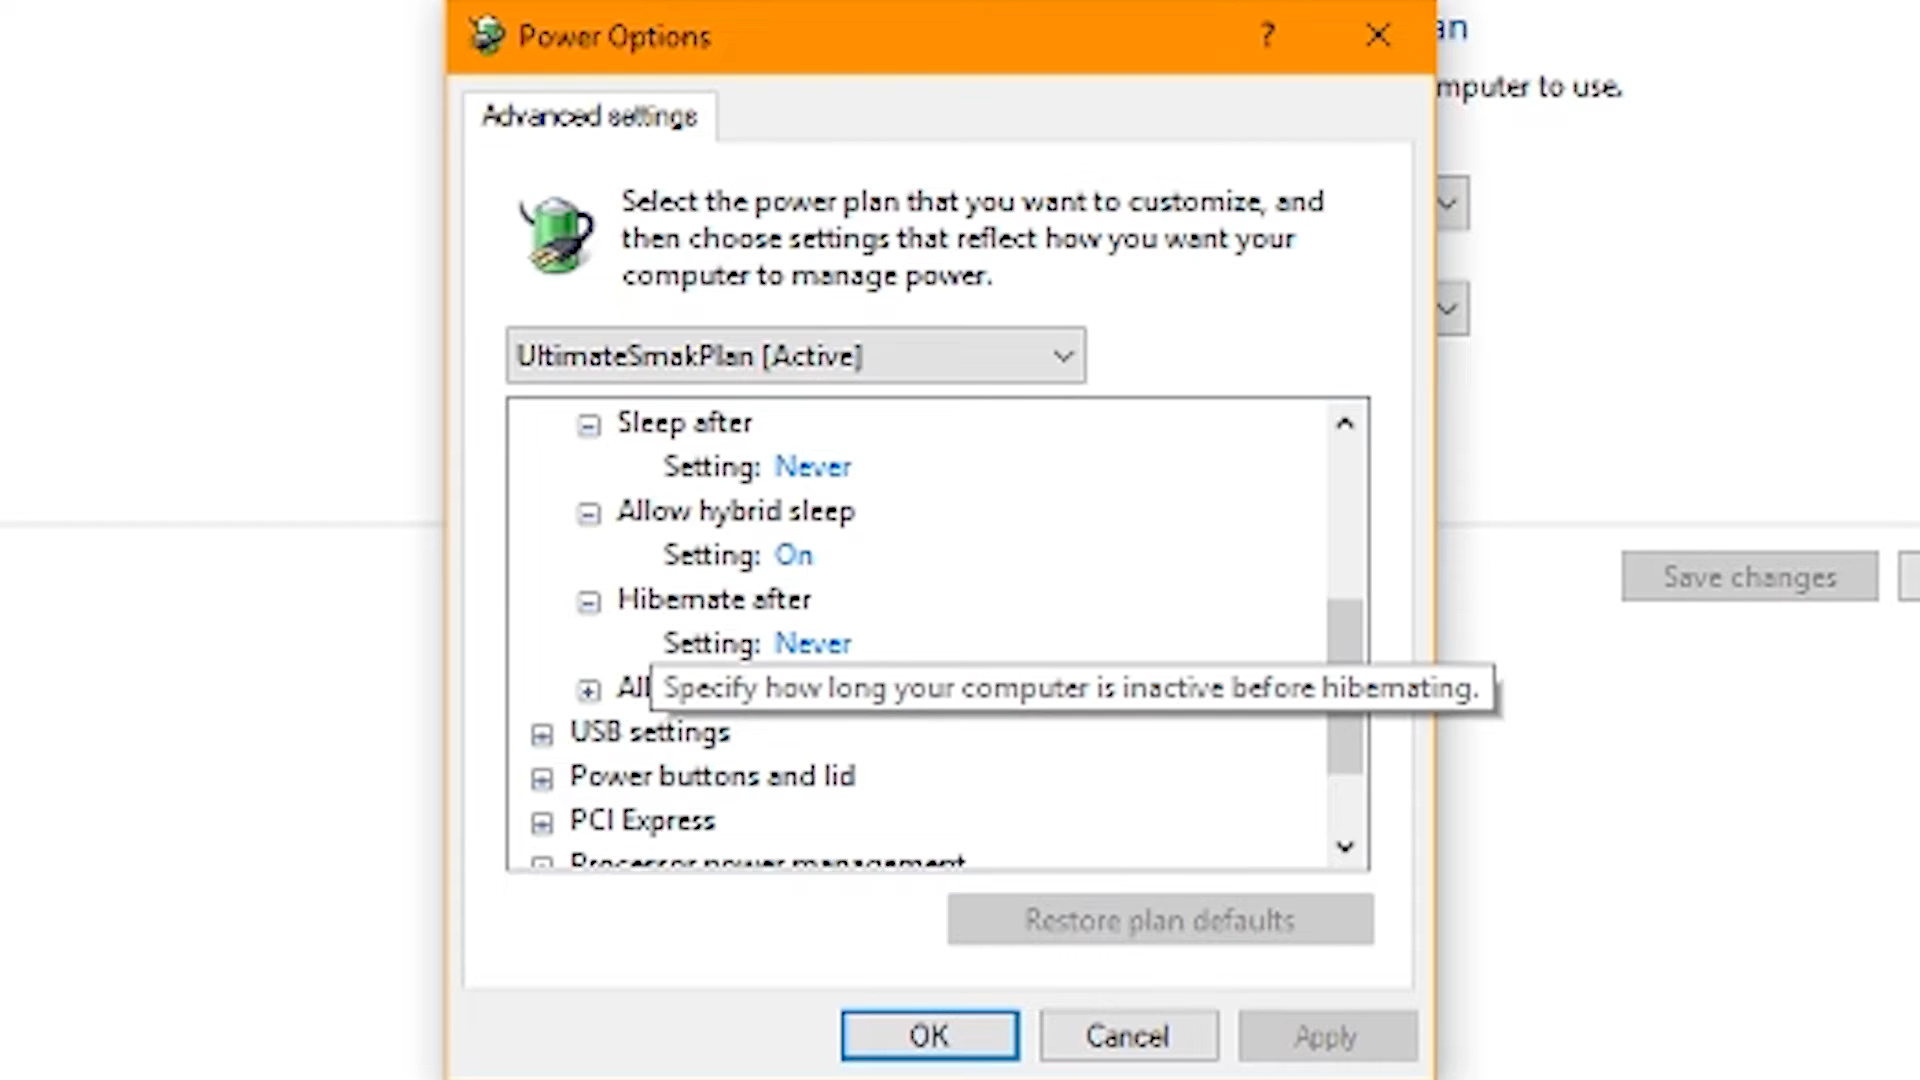 Power Options
?
an
mputer to use.
Advanced settings
Select the power plan that you want to customize, and
then choose settings that reflect how you want your
computer to manage power.
UltimateSmakPlan [Active]
Sleep after
Setting: Never
Allow hybrid sleep
Setting: On
Save changes
Hibernate after
Setting: Never
All
Specify how long your computer is inactive before hibernating.
USB settings
Power buttons and lid
PCI Express
Processor power management
Restore plan defaults
OK
Cancel
Apply